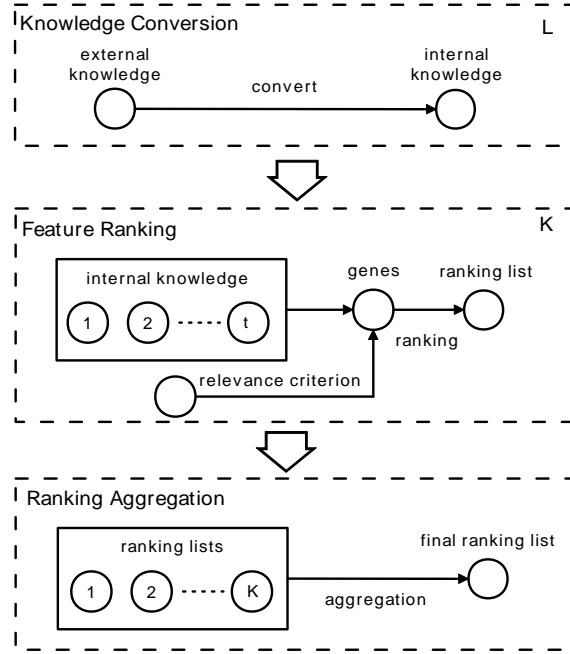 Knowledge Conversion
L
external
knowledge
internal
knowledge
convert
Feature Ranking
K
internal knowledge
1 2 t
genes
ranking list
ranking
relevance criterion
Ranking Aggregation
ranking lists
1 2 K
final ranking list
aggregation